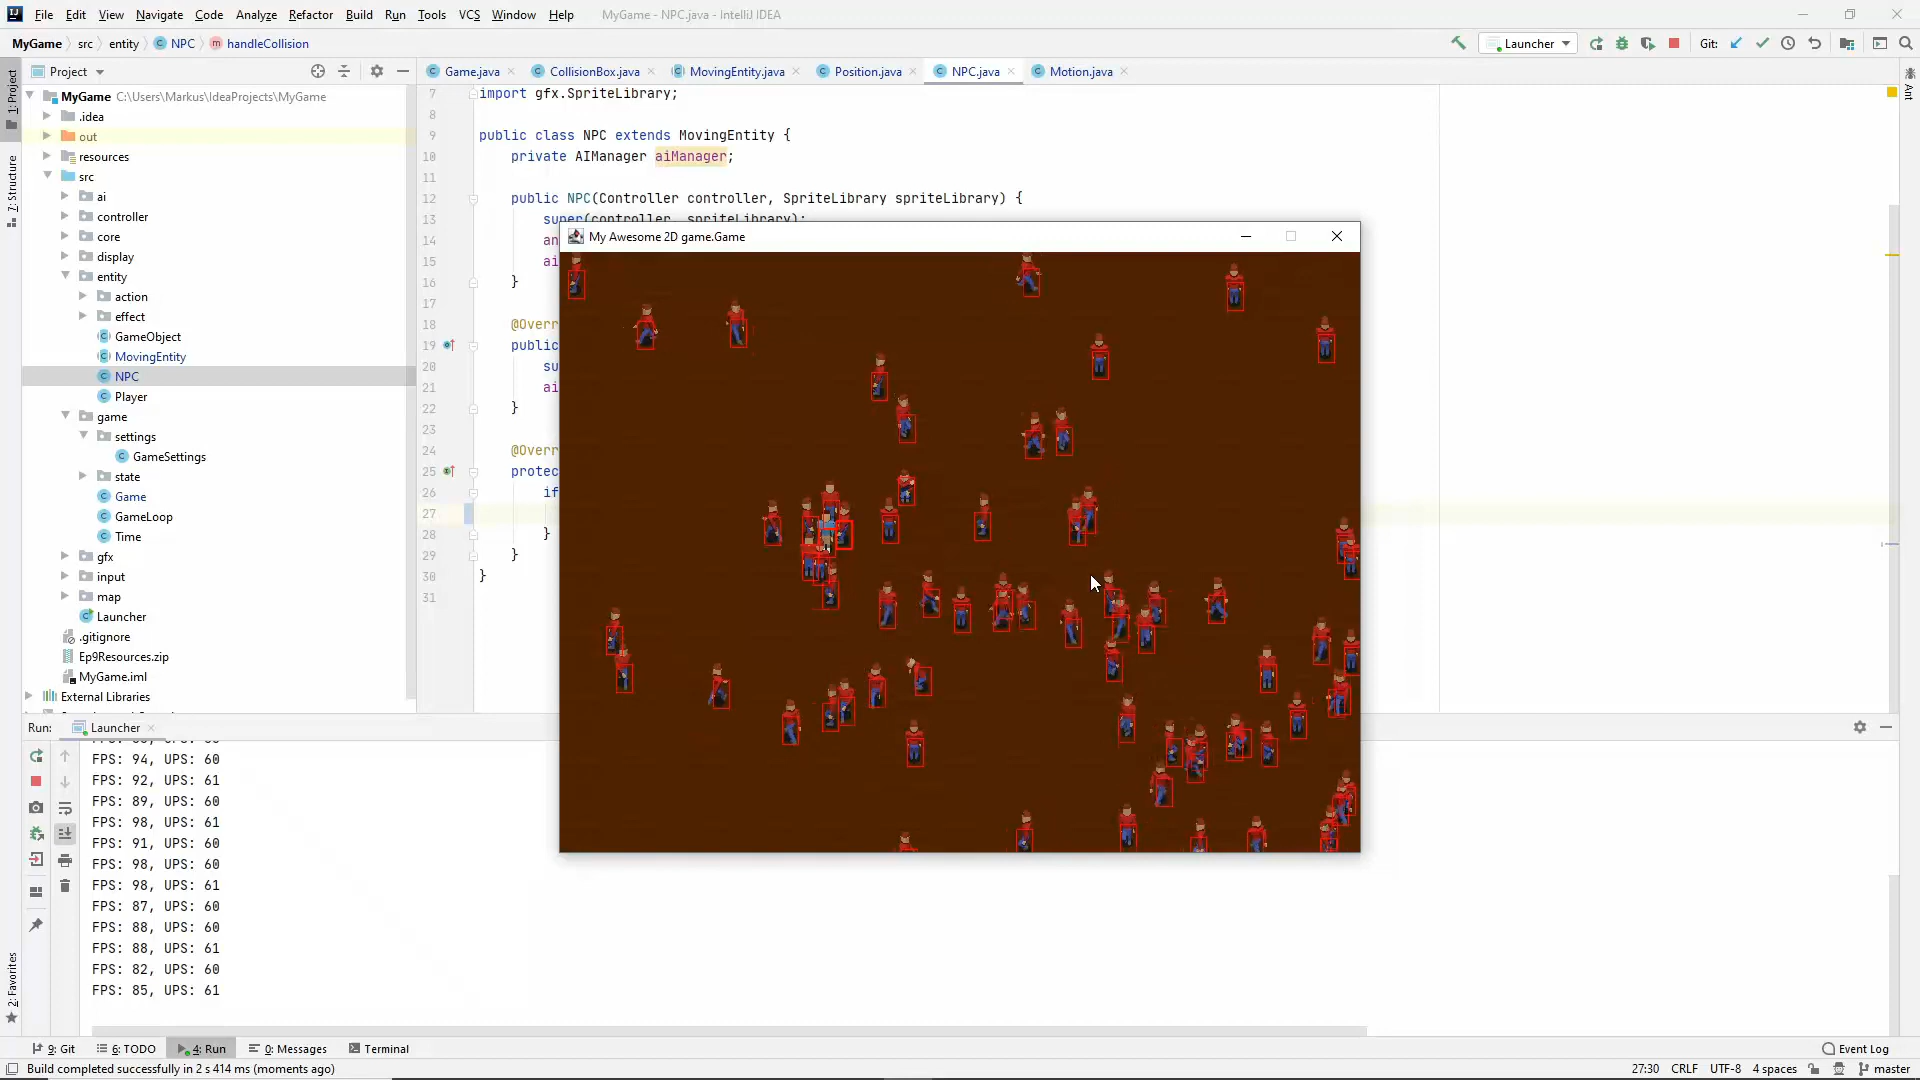 File Edit View Navigate Code Analyze Refactor Build Run Tools VCS Window Help MyGame - NPC.java - IntelliJ IDEA
MyGame src entity NPC handleCollision Launcher Git:
Project
Game.java CollisionBox.java MovingEntity.java Position.java NPC.java Motion.java
1: Project
7: Structure
2: Favorites
Ant
MyGame C:\Users\Markus\IdeaProjects\MyGame
.idea
out
resources
src
ai
controller
core
display
entity
action
effect
GameObject
MovingEntity
NPC
Player
game
settings
GameSettings
state
Game
GameLoop
Time
gfx
input
map
Launcher
.gitignore
Ep9Resources.zip
MyGame.iml
External Libraries
7 import gfx.SpriteLibrary;
8
9 public class NPC extends MovingEntity {
10 private AIManager aiManager;
11
12 public NPC(Controller controller, SpriteLibrary spriteLibrary) {
13 super(controller, spriteLibrary);
14 an
15 ai
16 }
17
18 @Overr
19 public
20 su
21 ai
22 }
23
24 @Overr
25 protec
26 if
27
28 }
29 }
30 }
31
My Awesome 2D game.Game
Run: Launcher
FPS: 94, UPS: 60
FPS: 92, UPS: 61
FPS: 89, UPS: 60
FPS: 98, UPS: 61
FPS: 91, UPS: 60
FPS: 98, UPS: 60
FPS: 98, UPS: 61
FPS: 87, UPS: 60
FPS: 88, UPS: 60
FPS: 88, UPS: 61
FPS: 82, UPS: 60
FPS: 85, UPS: 61
9: Git 6: TODO 4: Run 0: Messages Terminal Event Log
Build completed successfully in 2 s 414 ms (moments ago) 27:30 CRLF UTF-8 4 spaces master